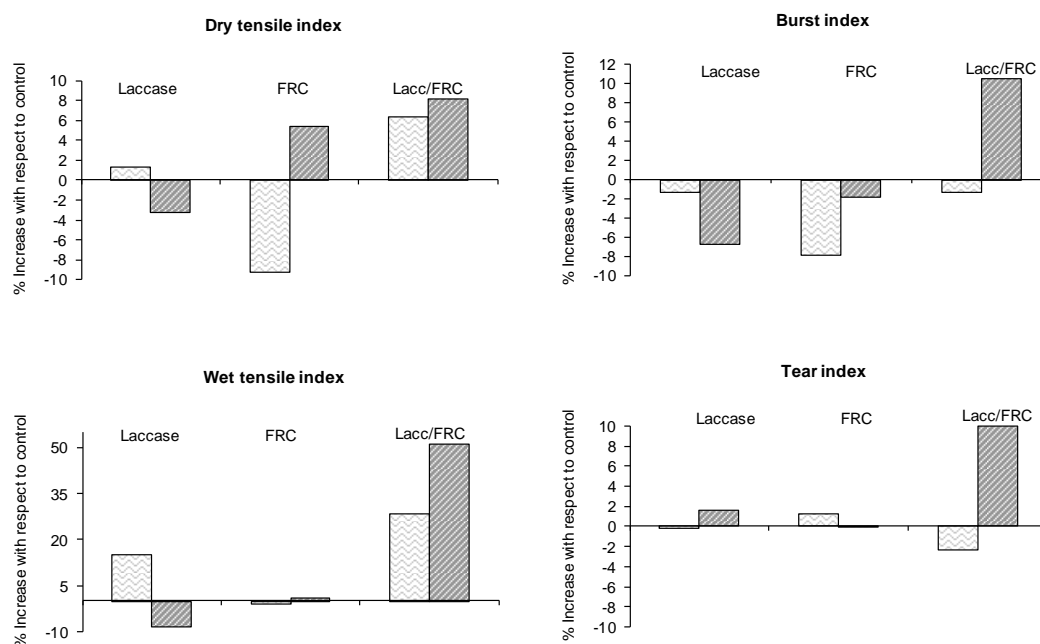 Dry tensile index
% Increase with respect to control
10
8
6
4
2
0
-2
-4
-6
-8
-10
Laccase
FRC
Lacc/FRC
Burst index
% Increase with respect to control
12
10
8
6
4
2
0
-2
-4
-6
-8
-10
Laccase
FRC
Lacc/FRC
Wet tensile index
% Increase with respect to control
50
35
20
5
-10
Laccase
FRC
Lacc/FRC
Tear index
% Increase with respect to control
10
8
6
4
2
0
-2
-4
-6
-8
-10
Laccase
FRC
Lacc/FRC